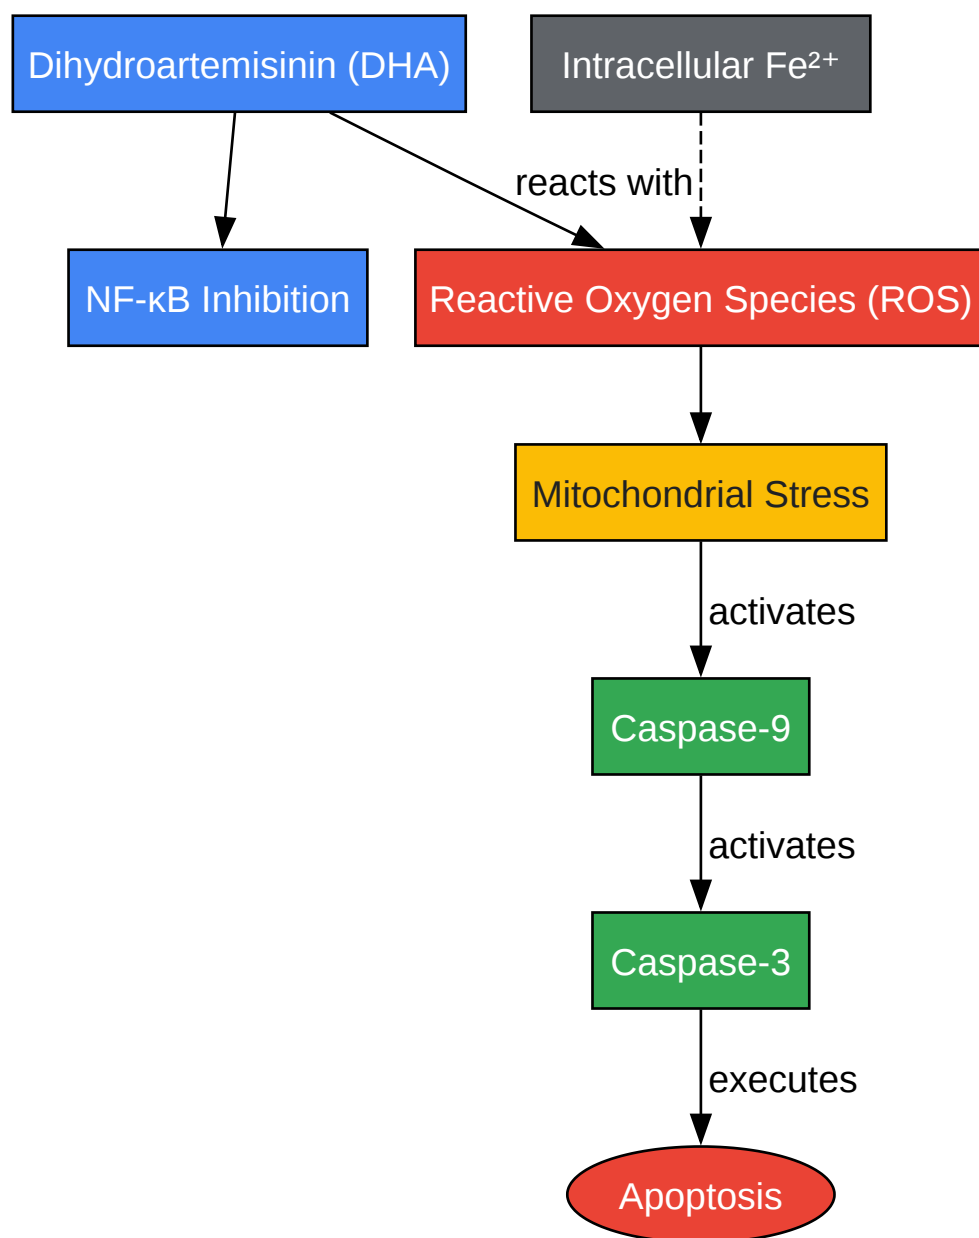 Dihydroartemisinin (DHA)
Intracellular Fe²⁺
reacts with
NF-κB Inhibition
Reactive Oxygen Species (ROS)
Mitochondrial Stress
activates
Caspase-9
activates
Caspase-3
executes
Apoptosis